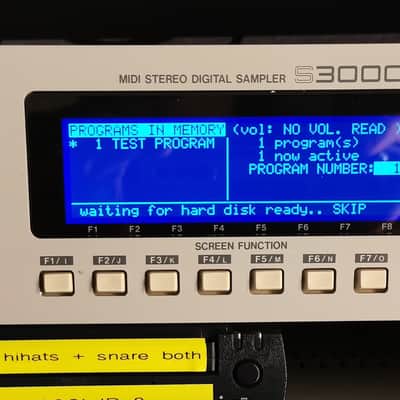 MIDI STEREO DIGITAL SAMPLER S3000
PROGRAMS IN MEMORY (vol: NO VOL. READ )
* 1 TEST PROGRAM 1 program(s)
1 now active
PROGRAM NUMBER: 1
waiting for hard disk ready.. SKIP
F1 F2 F3 F4 F5 F6 F7 F8
SCREEN FUNCTION
F1/I F2/J F3/K F4/L F5/M F6/N F7/O
hihats + snare both